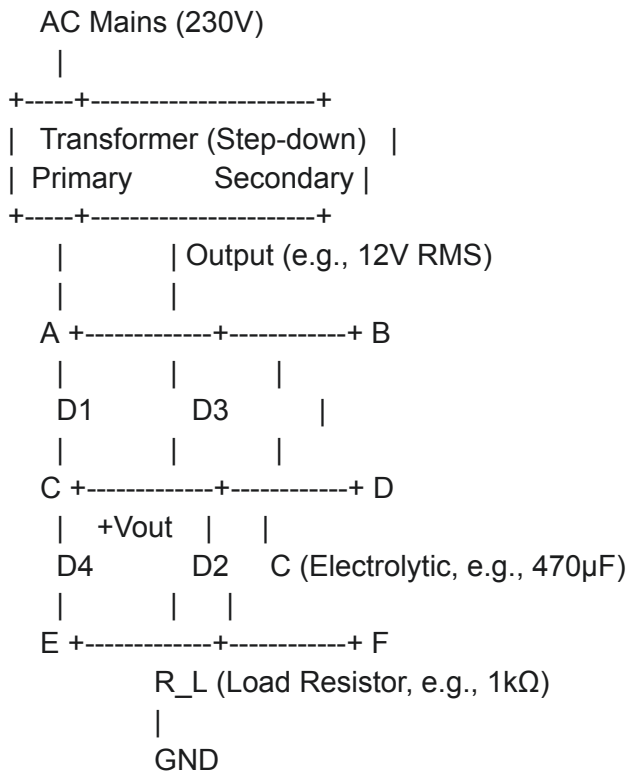 AC Mains (230V)
|
+-----+-----------------------+
| Transformer (Step-down) |
| Primary Secondary |
+-----+-----------------------+
| | Output (e.g., 12V RMS)
| |
A +-------------+------------+ B
| | |
D1 D3 |
| | |
C +-------------+------------+ D
| +Vout | |
D4 D2 C (Electrolytic, e.g., 470µF)
| | |
E +-------------+------------+ F
R_L (Load Resistor, e.g., 1kΩ)
|
GND